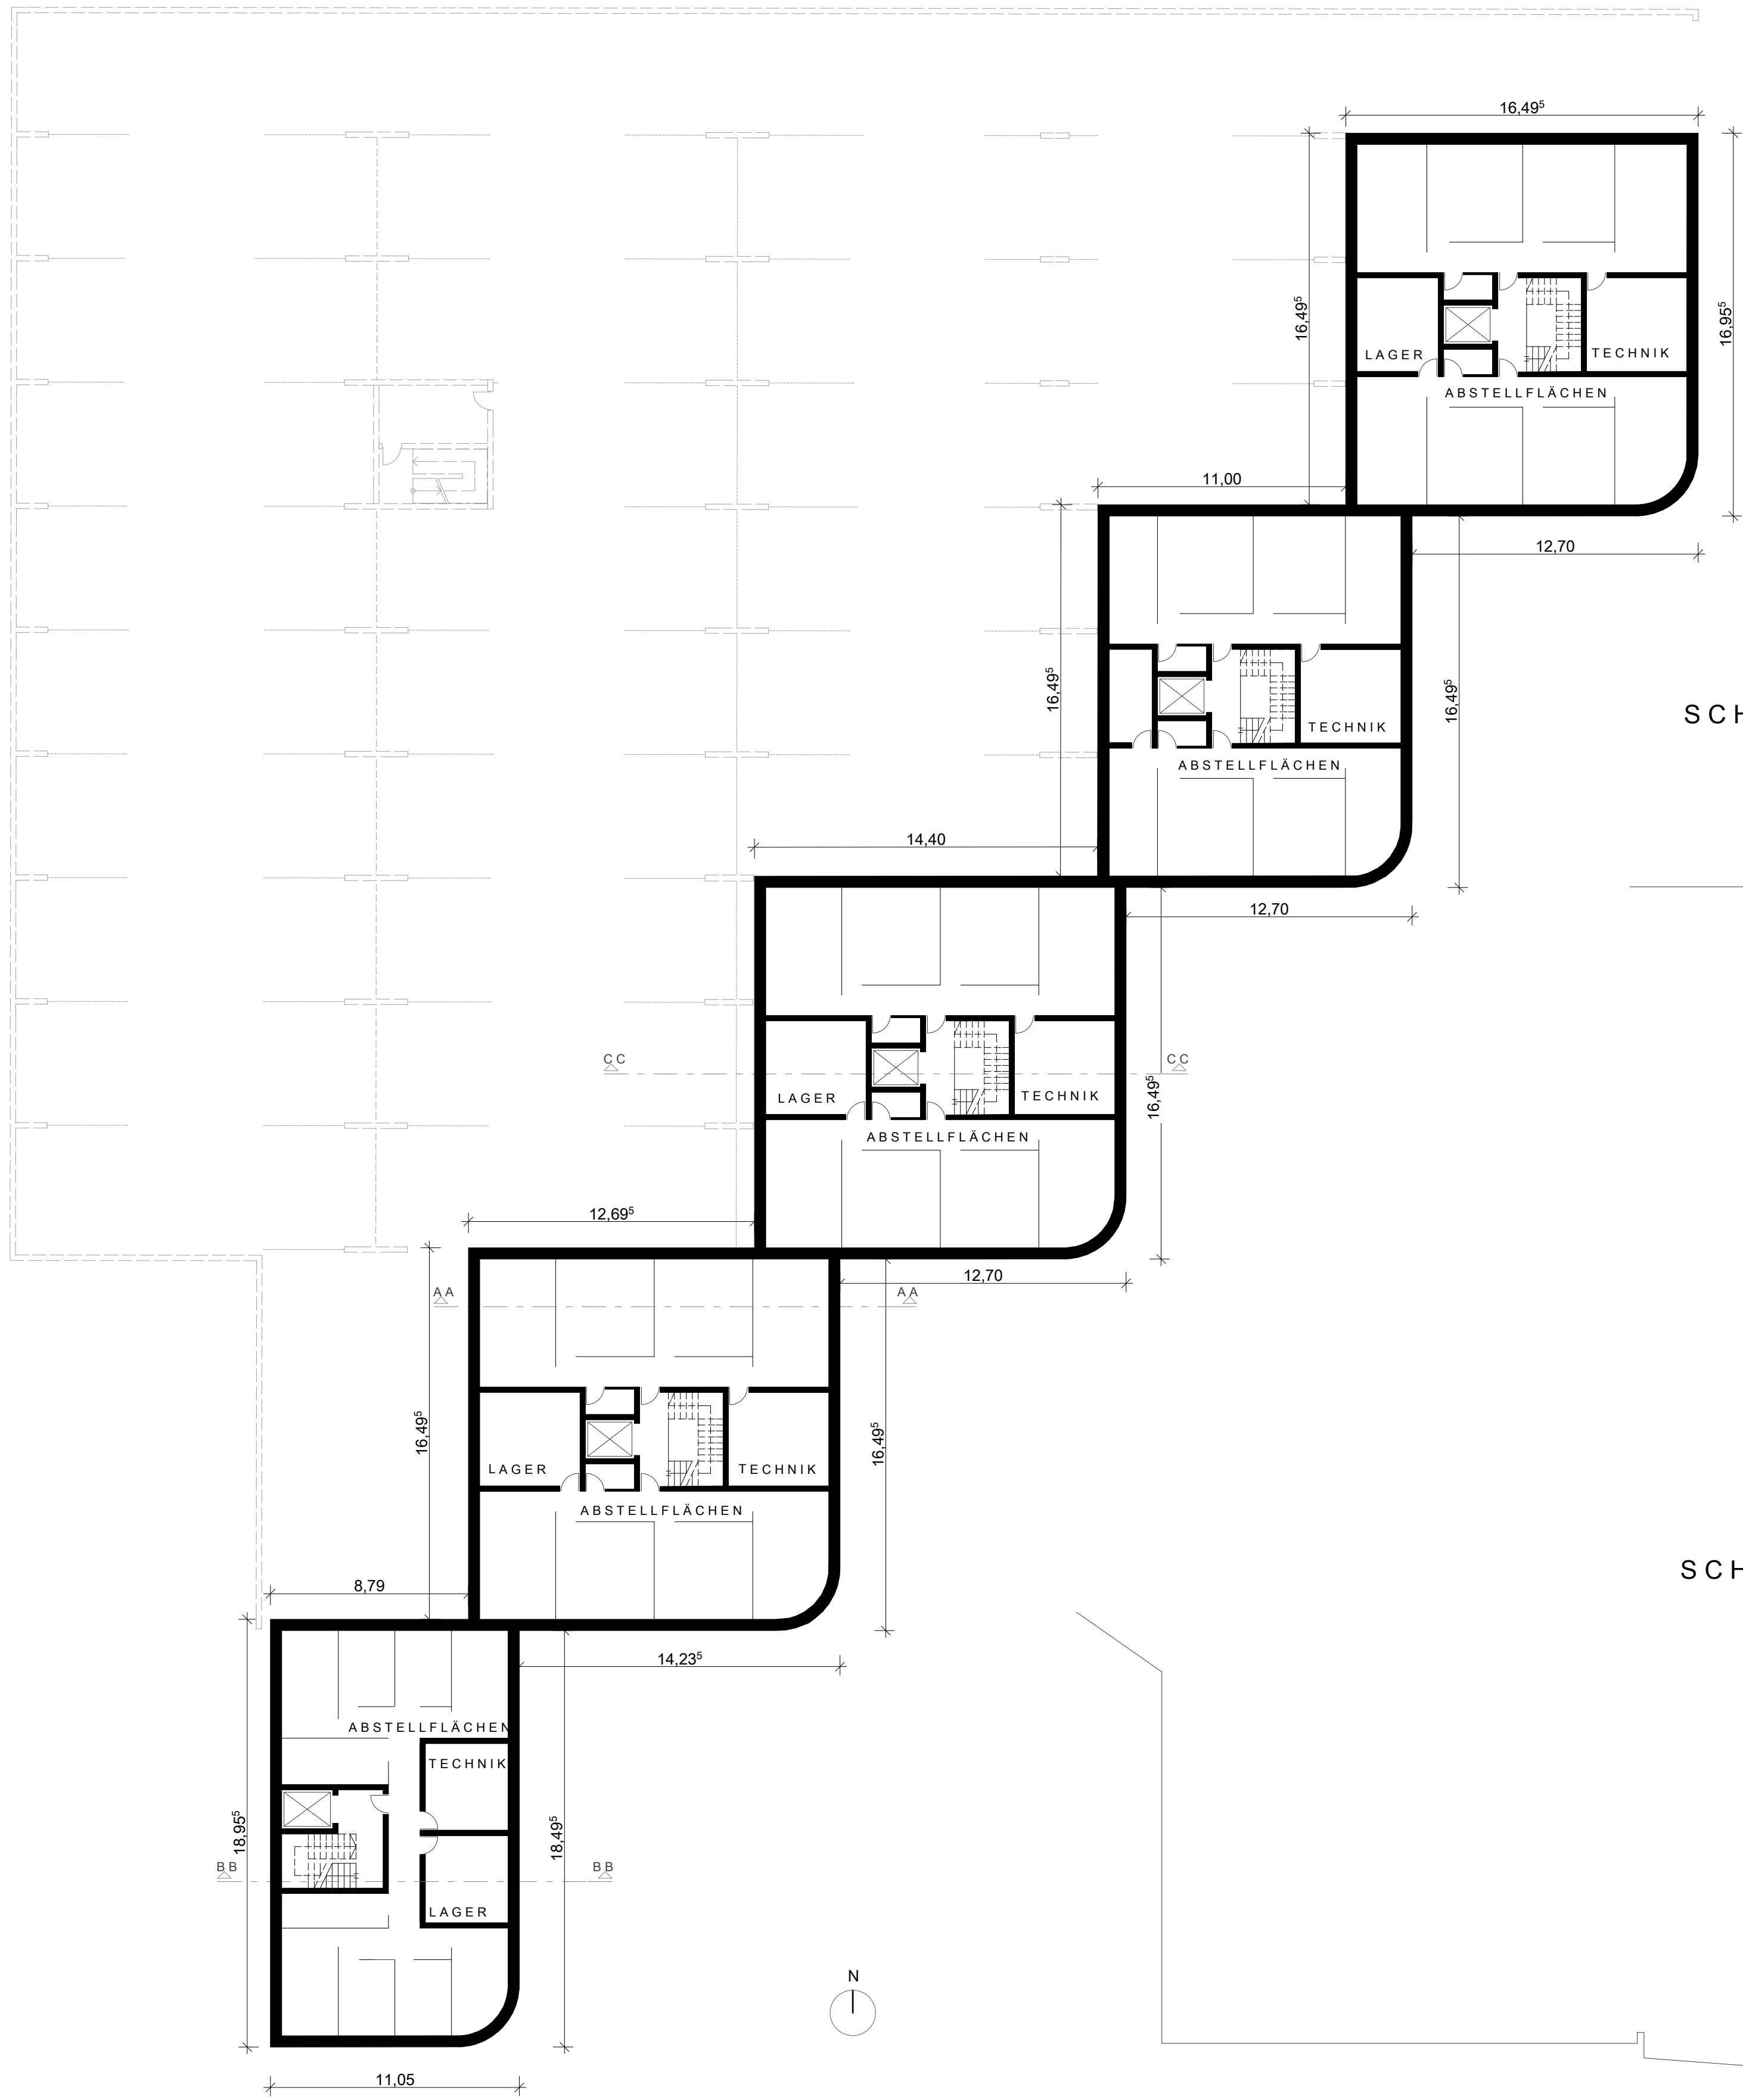 16,49⁵
16,49⁵
16,95⁵
LAGER
TECHNIK
ABSTELLFLÄCHEN
11,00
12,70
16,49⁵
16,49⁵
SCH
TECHNIK
ABSTELLFLÄCHEN
14,40
12,70
CC
CC
16,49⁵
LAGER
TECHNIK
ABSTELLFLÄCHEN
12,69⁵
12,70
AA
AA
16,49⁵
16,49⁵
LAGER
TECHNIK
ABSTELLFLÄCHEN
SCH
8,79
14,23⁵
ABSTELLFLÄCHEN
TECHNIK
18,95⁵
18,49⁵
BB
BB
LAGER
N
11,05